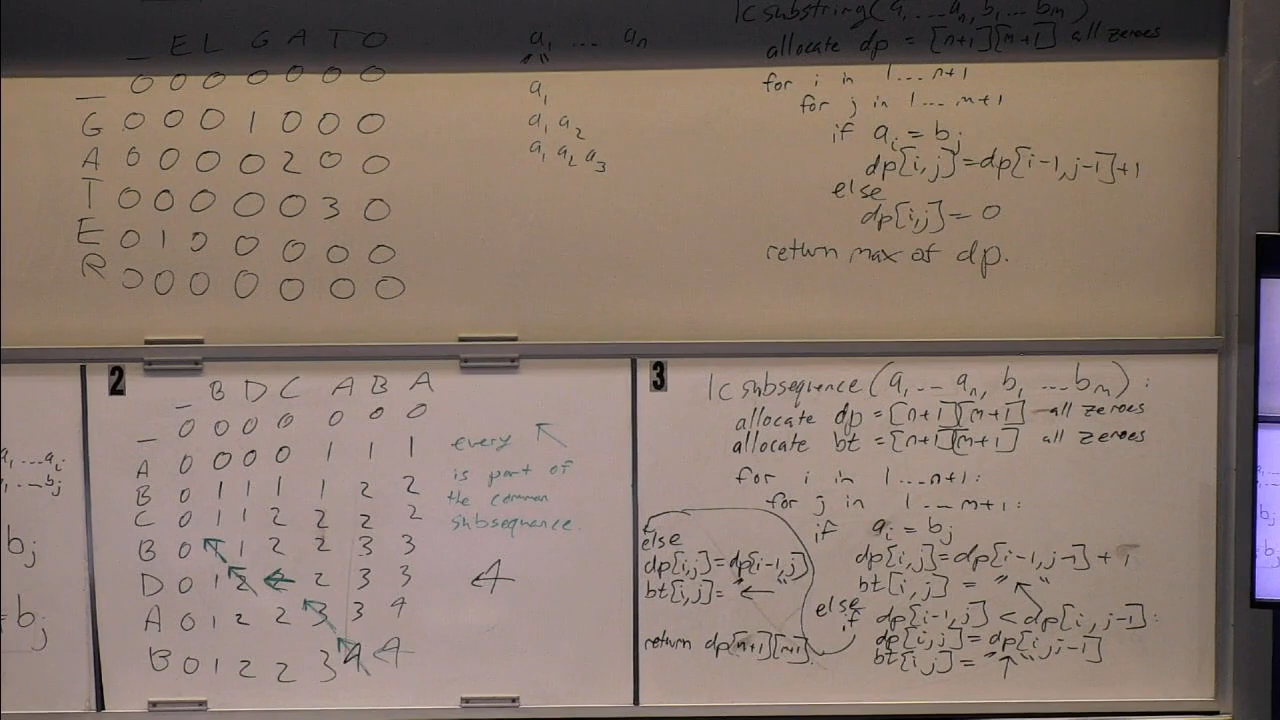 _ E L G A T O
_ 0 0 0 0 0 0 0
G 0 0 0 1 0 0 0
A 0 0 0 0 2 0 0
T 0 0 0 0 0 3 0
E 0 1 0 0 0 0 0
R 0 0 0 0 0 0 0
a1 ... an
" "
a1
a1 a2
a1 a2 a3
lcsubstring(a1 ... an, b1 ... bm)
allocate dp = [n+1][m+1] all zeroes
for i in 1...n+1
for j in 1...m+1
if ai = bj
dp[i,j] = dp[i-1,j-1]+1
else
dp[i,j] = 0
return max of dp.
a1...ai
...bj
bj
= bj
2
_ B D C A B A
_ 0 0 0 0 0 0 0
A 0 0 0 0 1 1 1
B 0 1 1 1 1 2 2
C 0 1 1 2 2 2 2
B 0 ↖ 1 2 2 3 3
D 0 1 2 ← 2 3 3
A 0 1 2 2 3 3 4
B 0 1 2 2 3 4 4
every ↖
is part of
the common
subsequence.
4
3
lcsubsequence(a1 ... an, b1 ... bm):
allocate dp = [n+1][m+1] all zeroes
allocate bt = [n+1][m+1] all zeroes
for i in 1...n+1:
for j in 1...m+1:
if ai = bj
dp[i,j] = dp[i-1,j-1] + 1
bt[i,j] = "↖"
else
if dp[i-1,j] < dp[i,j-1]:
dp[i,j] = dp[i,j-1]
bt[i,j] = "↑"
else
dp[i,j] = dp[i-1,j]
bt[i,j] = "←"
return dp[n+1][m+1]